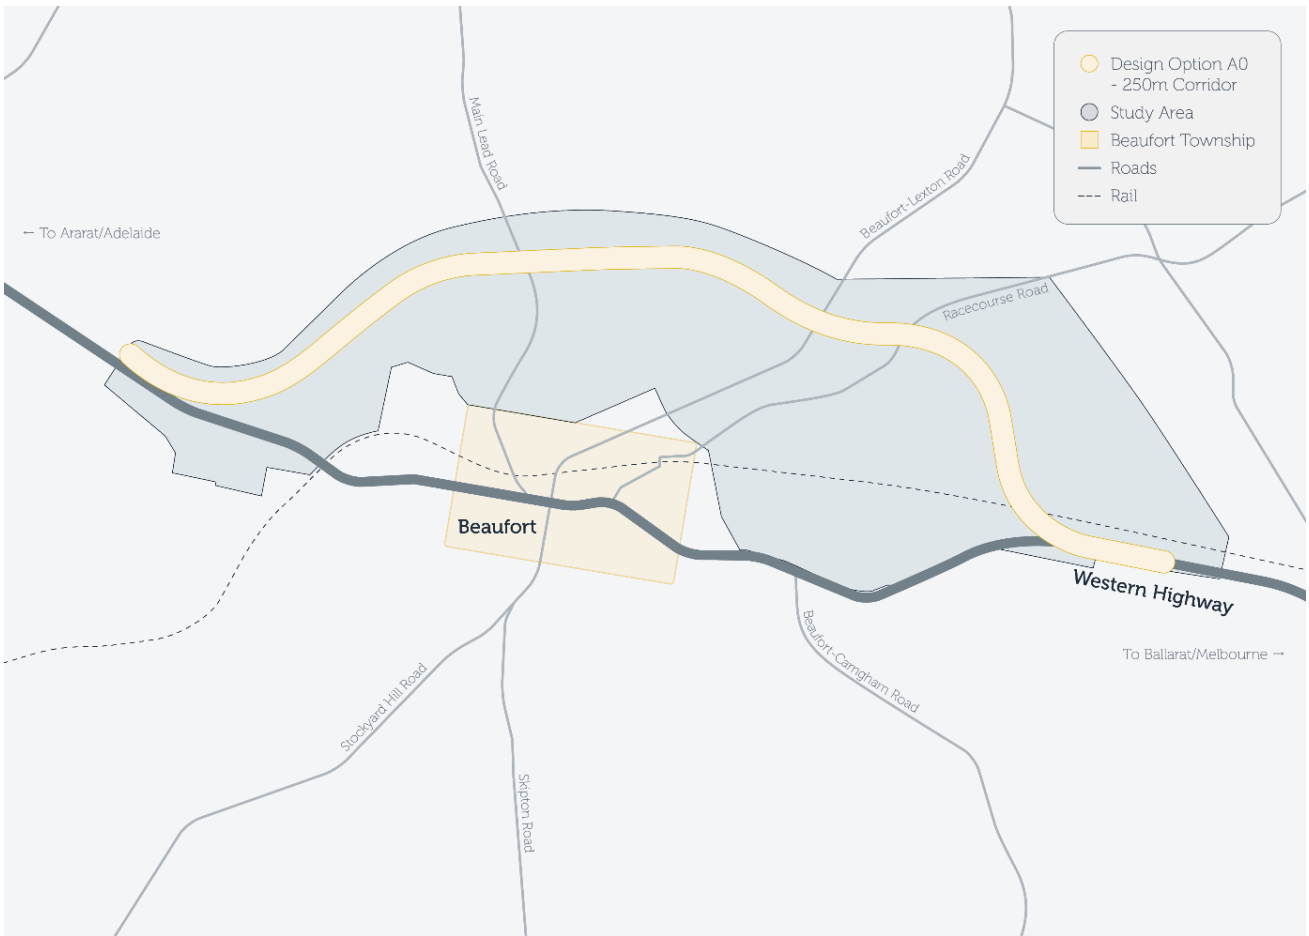 Design Option A0
- 250m Corridor
Study Area
Beaufort Township
Roads
Rail
Main Lead Road
Beaufort-Lexton Road
← To Ararat/Adelaide
Racecourse Road
Beaufort
Western Highway
To Ballarat/Melbourne →
Beaufort-Carngham Road
Stockyard Hill Road
Skipton Road